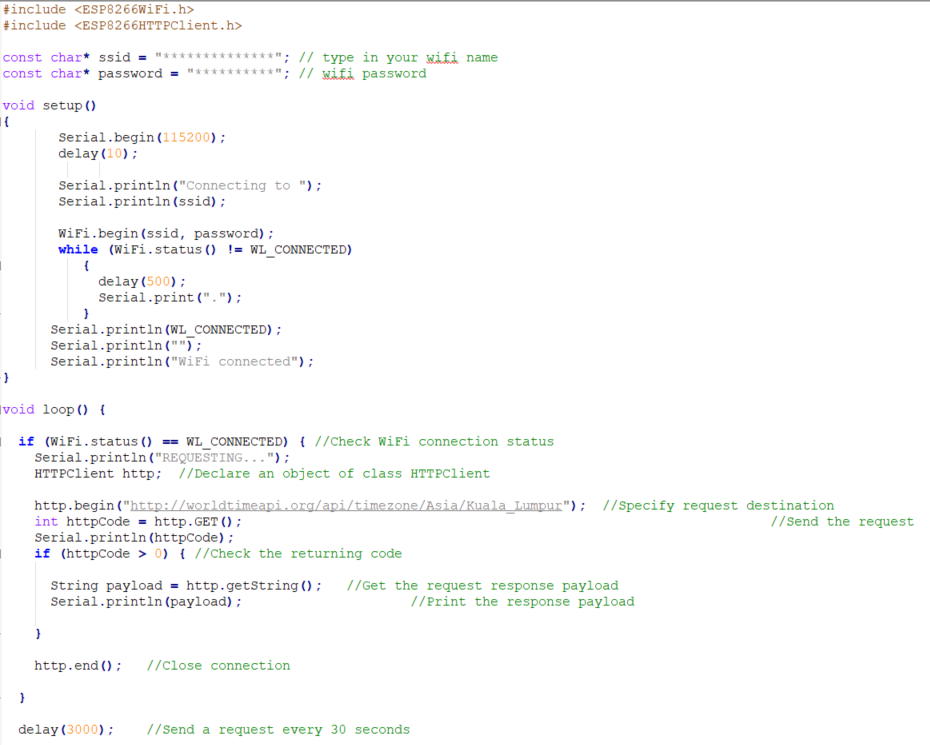 #include <ESP8266WiFi.h>
#include <ESP8266HTTPClient.h>
const char* ssid = "**************"; // type in your wifi name
const char* password = "**********"; // wifi password
void setup()
{
Serial.begin(115200);
delay(10);
Serial.println("Connecting to ");
Serial.println(ssid);
WiFi.begin(ssid, password);
while (WiFi.status() != WL_CONNECTED)
{
delay(500);
Serial.print(".");
}
Serial.println(WL_CONNECTED);
Serial.println("");
Serial.println("WiFi connected");
}
void loop() {
if (WiFi.status() == WL_CONNECTED) { //Check WiFi connection status
Serial.println("REQUESTING...");
HTTPClient http; //Declare an object of class HTTPClient
http.begin("http://worldtimeapi.org/api/timezone/Asia/Kuala_Lumpur"); //Specify request destination
int httpCode = http.GET(); //Send the request
Serial.println(httpCode);
if (httpCode > 0) { //Check the returning code
String payload = http.getString(); //Get the request response payload
Serial.println(payload); //Print the response payload
}
http.end(); //Close connection
}
delay(3000); //Send a request every 30 seconds